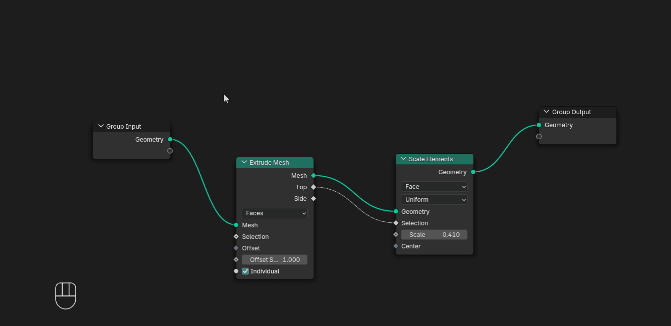 Group Input
Geometry
Extrude Mesh
Mesh
Top
Side
Faces
Mesh
Selection
Offset
Offset S... 1.000
Individual
Scale Elements
Geometry
Face
Uniform
Geometry
Selection
Scale 0.410
Center
Group Output
Geometry